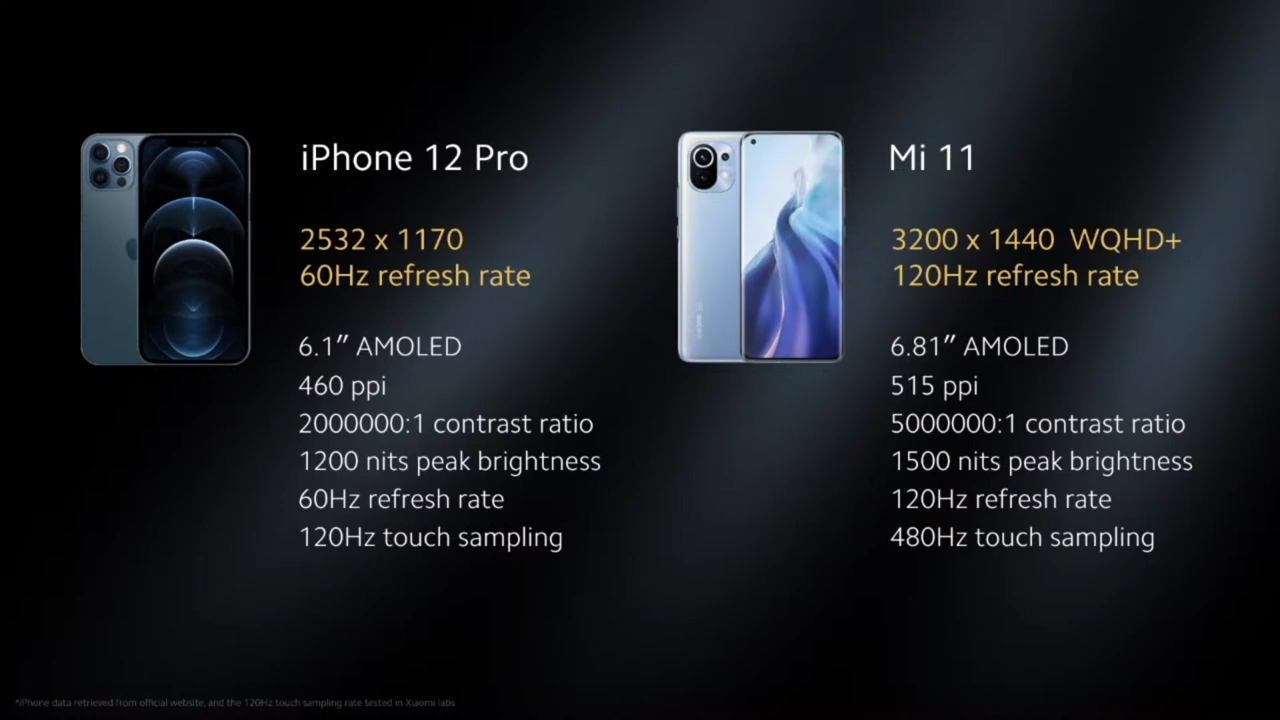 iPhone 12 Pro
2532 x 1170
60Hz refresh rate
6.1″ AMOLED
460 ppi
2000000:1 contrast ratio
1200 nits peak brightness
60Hz refresh rate
120Hz touch sampling
Mi 11
3200 x 1440 WQHD+
120Hz refresh rate
6.81″ AMOLED
515 ppi
5000000:1 contrast ratio
1500 nits peak brightness
120Hz refresh rate
480Hz touch sampling
*iPhone data retrieved from official website, and the 120Hz touch sampling rate tested in Xiaomi labs